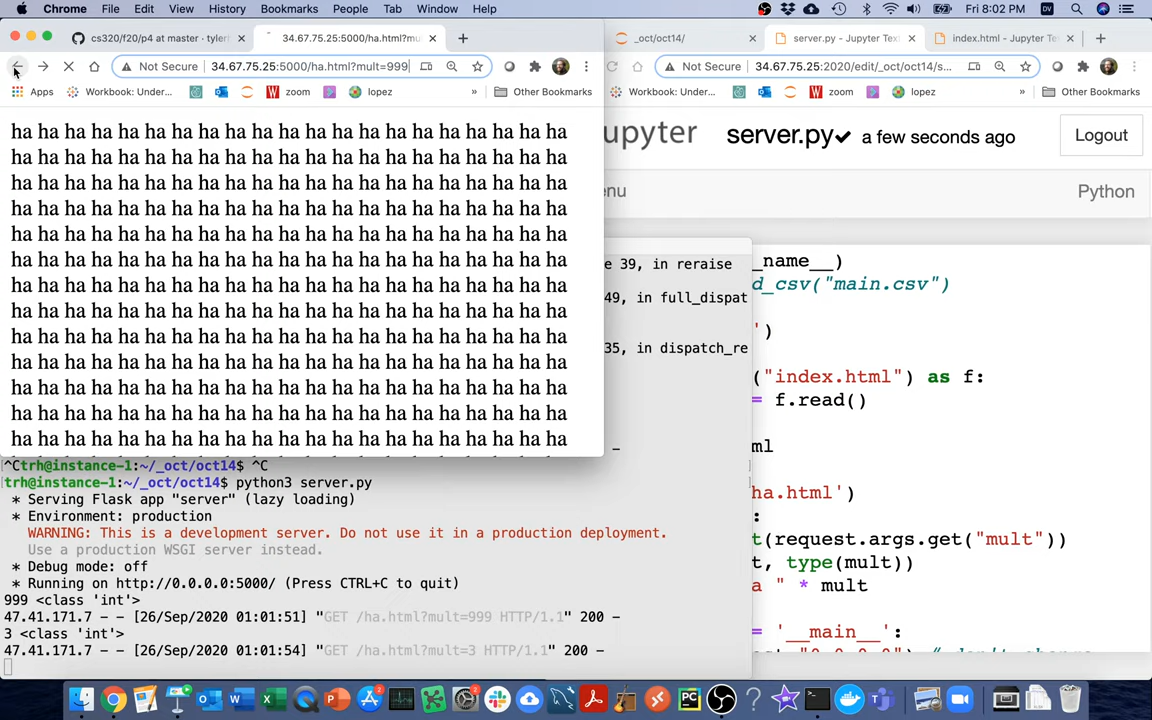 Chrome File Edit View History Bookmarks People Tab Window Help Fri 8:02 PM
cs320/f20/p4 at master · tyler
34.67.75.25:5000/ha.html?mu
_oct/oct14/
server.py - Jupyter Text
index.html - Jupyter Tex
Not Secure 34.67.75.25:5000/ha.html?mult=999
Not Secure 34.67.75.25:2020/edit/_oct/oct14/s...
Apps Workbook: Under... zoom lopez » Other Bookmarks
Workbook: Under... zoom lopez » Other Bookmarks
upyter server.py a few seconds ago Logout
nu Python
ha ha ha ha ha ha ha ha ha ha ha ha ha ha ha ha ha ha ha ha ha
ha ha ha ha ha ha ha ha ha ha ha ha ha ha ha ha ha ha ha ha ha
ha ha ha ha ha ha ha ha ha ha ha ha ha ha ha ha ha ha ha ha ha
ha ha ha ha ha ha ha ha ha ha ha ha ha ha ha ha ha ha ha ha ha
ha ha ha ha ha ha ha ha ha ha ha ha ha ha ha ha ha ha ha ha ha
ha ha ha ha ha ha ha ha ha ha ha ha ha ha ha ha ha ha ha ha ha
ha ha ha ha ha ha ha ha ha ha ha ha ha ha ha ha ha ha ha ha ha
ha ha ha ha ha ha ha ha ha ha ha ha ha ha ha ha ha ha ha ha ha
ha ha ha ha ha ha ha ha ha ha ha ha ha ha ha ha ha ha ha ha ha
ha ha ha ha ha ha ha ha ha ha ha ha ha ha ha ha ha ha ha ha ha
ha ha ha ha ha ha ha ha ha ha ha ha ha ha ha ha ha ha ha ha ha
ha ha ha ha ha ha ha ha ha ha ha ha ha ha ha ha ha ha ha ha ha
ha ha ha ha ha ha ha ha ha ha ha ha ha ha ha ha ha ha ha ha ha
e 39, in reraise
49, in full_dispat
35, in dispatch_re
_name__)
d_csv("main.csv")
')
("index.html") as f:
= f.read()
ml
ha.html')
:
t(request.args.get("mult"))
t, type(mult))
a " * mult
= '__main__':
^Ctrh@instance-1:~/_oct/oct14$ ^C
trh@instance-1:~/_oct/oct14$ python3 server.py
* Serving Flask app "server" (lazy loading)
* Environment: production
WARNING: This is a development server. Do not use it in a production deployment.
Use a production WSGI server instead.
* Debug mode: off
* Running on http://0.0.0.0:5000/ (Press CTRL+C to quit)
999 <class 'int'>
47.41.171.7 - - [26/Sep/2020 01:01:51] "GET /ha.html?mult=999 HTTP/1.1" 200 -
3 <class 'int'>
47.41.171.7 - - [26/Sep/2020 01:01:54] "GET /ha.html?mult=3 HTTP/1.1" 200 -